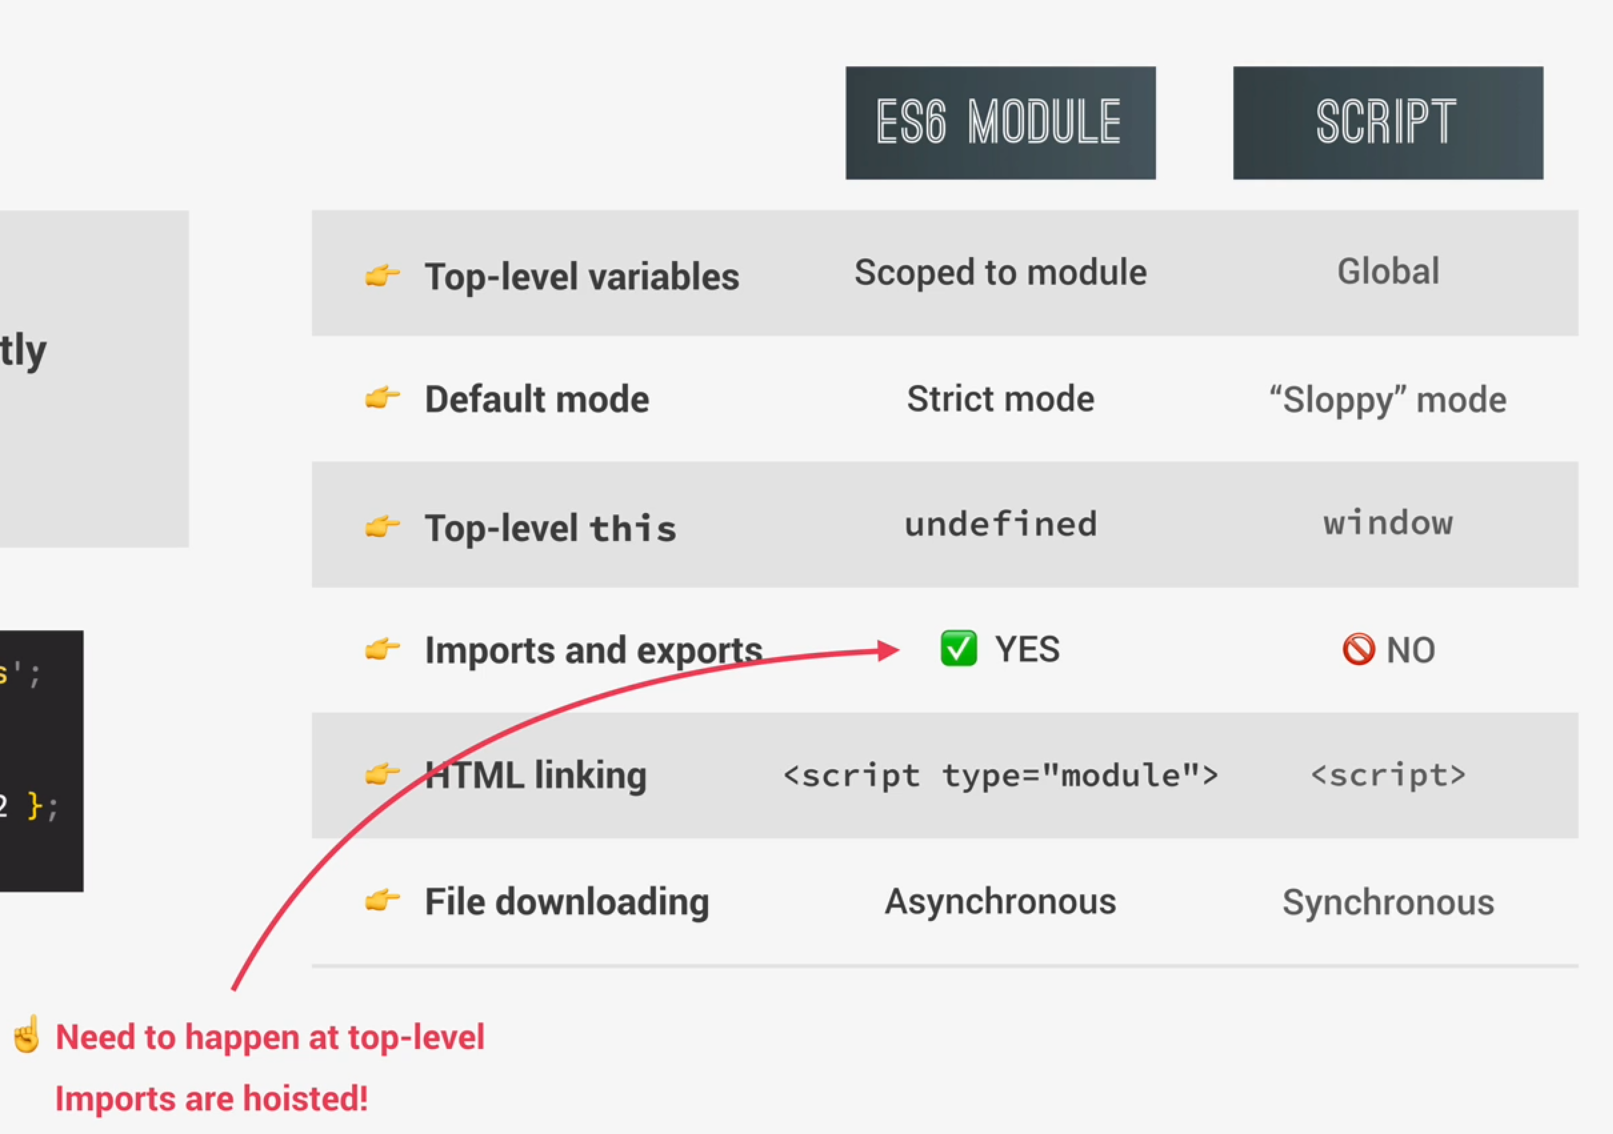 ES6 MODULE SCRIPT
👉 Top-level variables Scoped to module Global
tly
👉 Default mode Strict mode “Sloppy” mode
👉 Top-level this undefined window
👉 Imports and exports ✅ YES 🚫 NO
s';
👉 HTML linking <script type="module"> <script>
2 };
👉 File downloading Asynchronous Synchronous
☝️ Need to happen at top-level
Imports are hoisted!